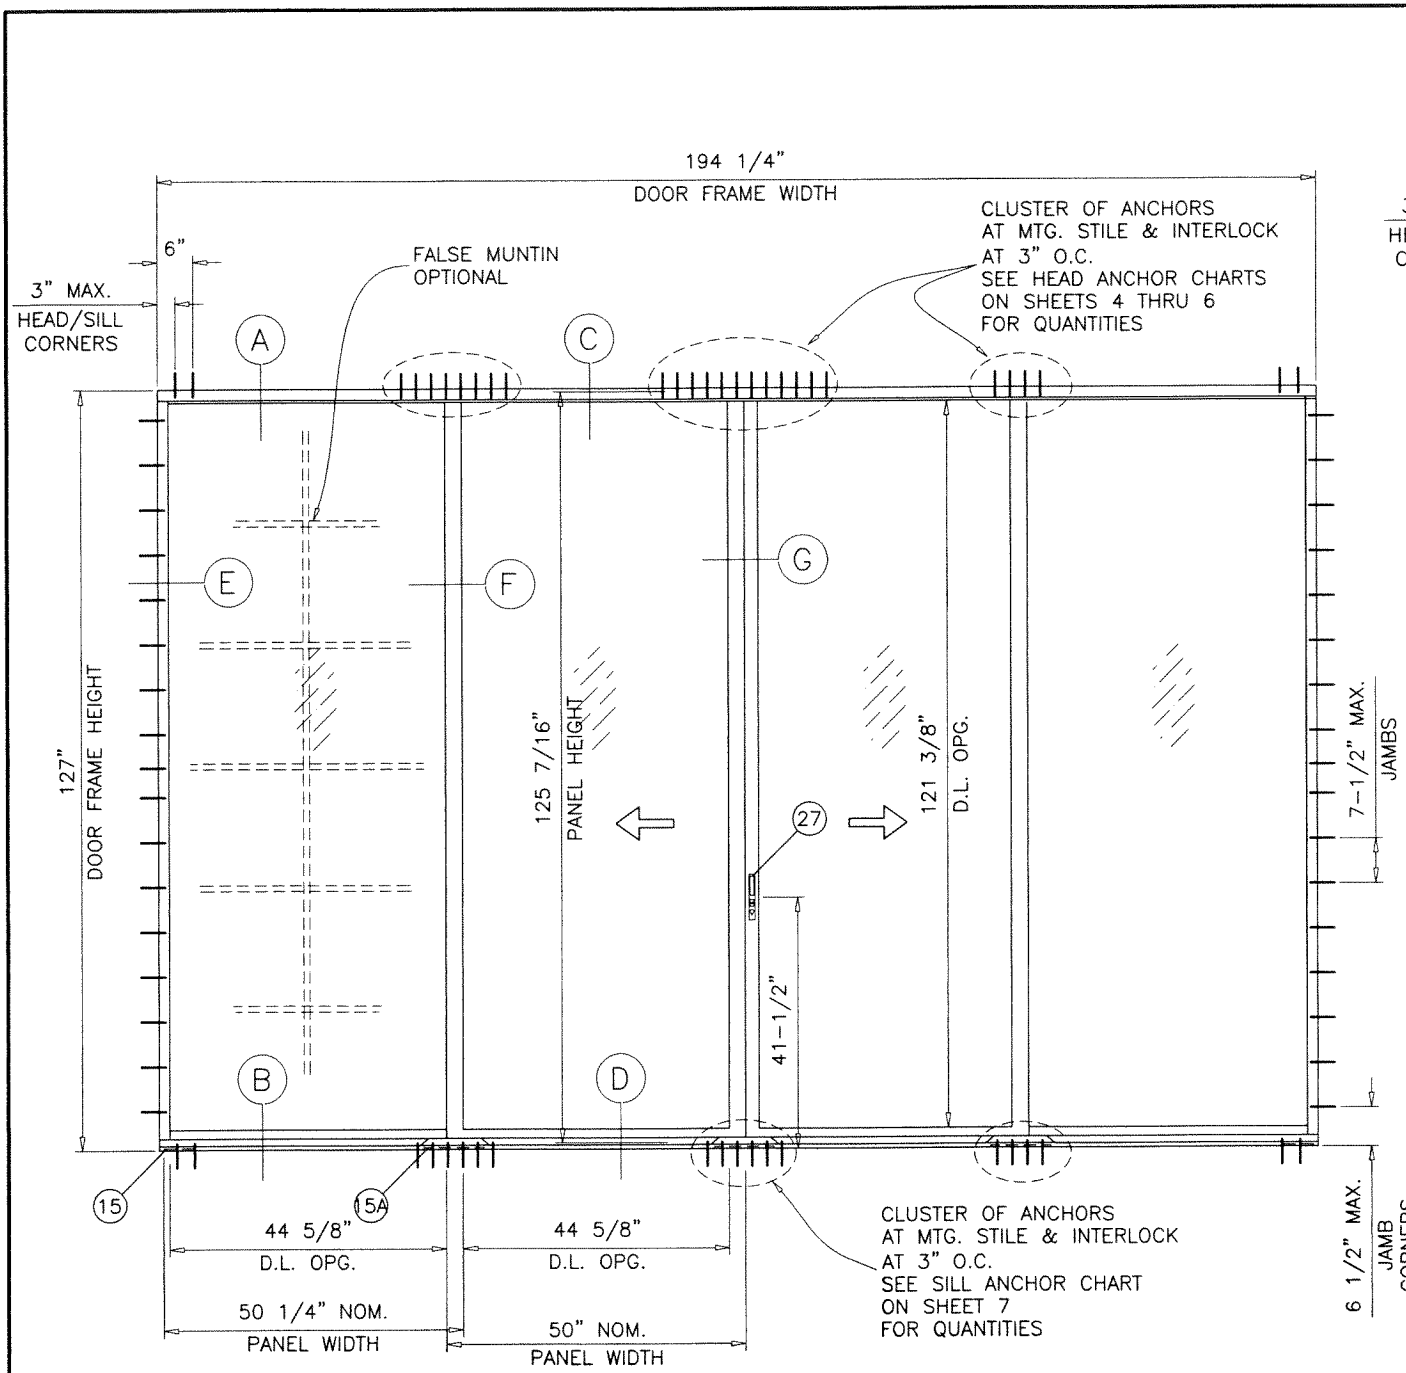 194 1/4"
DOOR FRAME WIDTH
CLUSTER OF ANCHORS
AT MTG. STILE & INTERLOCK
AT 3" O.C.
SEE HEAD ANCHOR CHARTS
ON SHEETS 4 THRU 6
FOR QUANTITIES
6"
FALSE MUNTIN
OPTIONAL
3" MAX.
HEAD/SILL
CORNERS
A
C
E
F
G
127"
DOOR FRAME HEIGHT
125 7/16"
PANEL HEIGHT
121 3/8"
D.L. OPG.
7-1/2" MAX.
JAMBS
27
41-1/2"
B
D
15
15A
44 5/8"
D.L. OPG.
44 5/8"
D.L. OPG.
50 1/4" NOM.
PANEL WIDTH
50" NOM.
PANEL WIDTH
CLUSTER OF ANCHORS
AT MTG. STILE & INTERLOCK
AT 3" O.C.
SEE SILL ANCHOR CHART
ON SHEET 7
FOR QUANTITIES
6 1/2" MAX.
JAMB
CORNERS